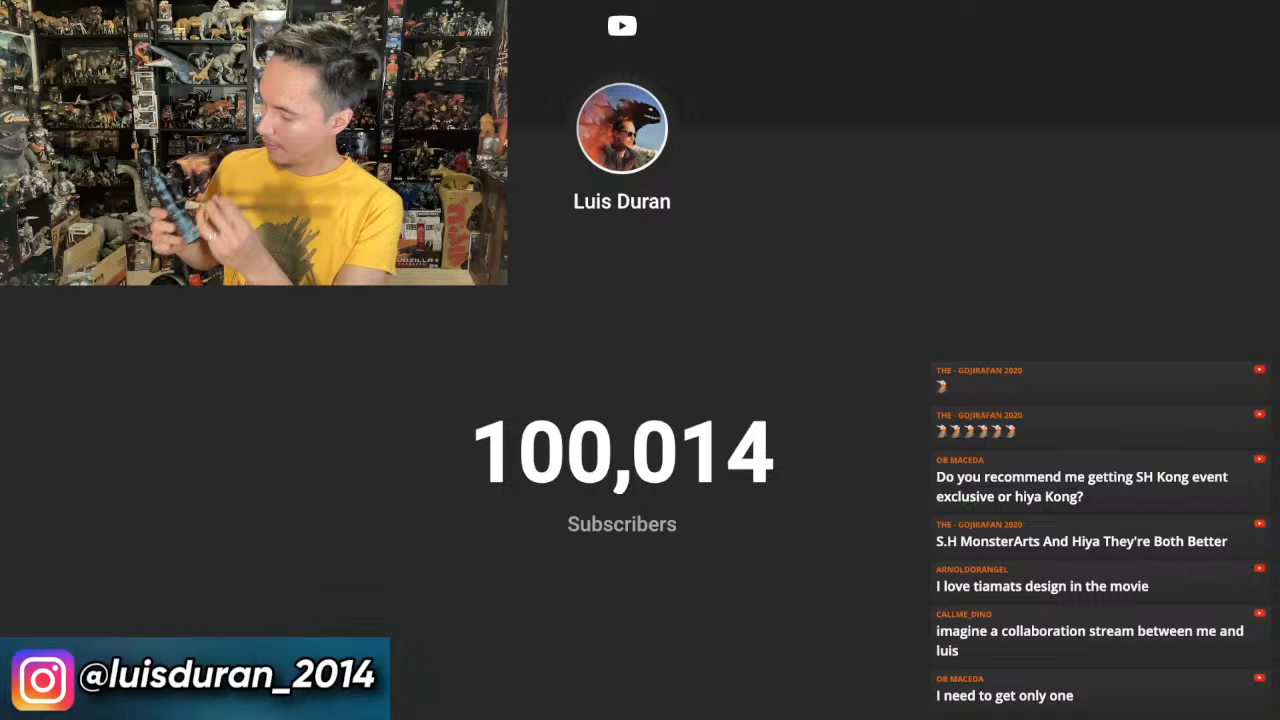 Luis Duran
100,014
Subscribers
THE - GOJIRAFAN 2020
THE - GOJIRAFAN 2020
OB MACEDA
Do you recommend me getting SH Kong event
exclusive or hiya Kong?
THE - GOJIRAFAN 2020
S.H MonsterArts And Hiya They're Both Better
ARNOLDORANGEL
I love tiamats design in the movie
CALLME_DINO
imagine a collaboration stream between me and
luis
OB MACEDA
I need to get only one
@luisduran_2014